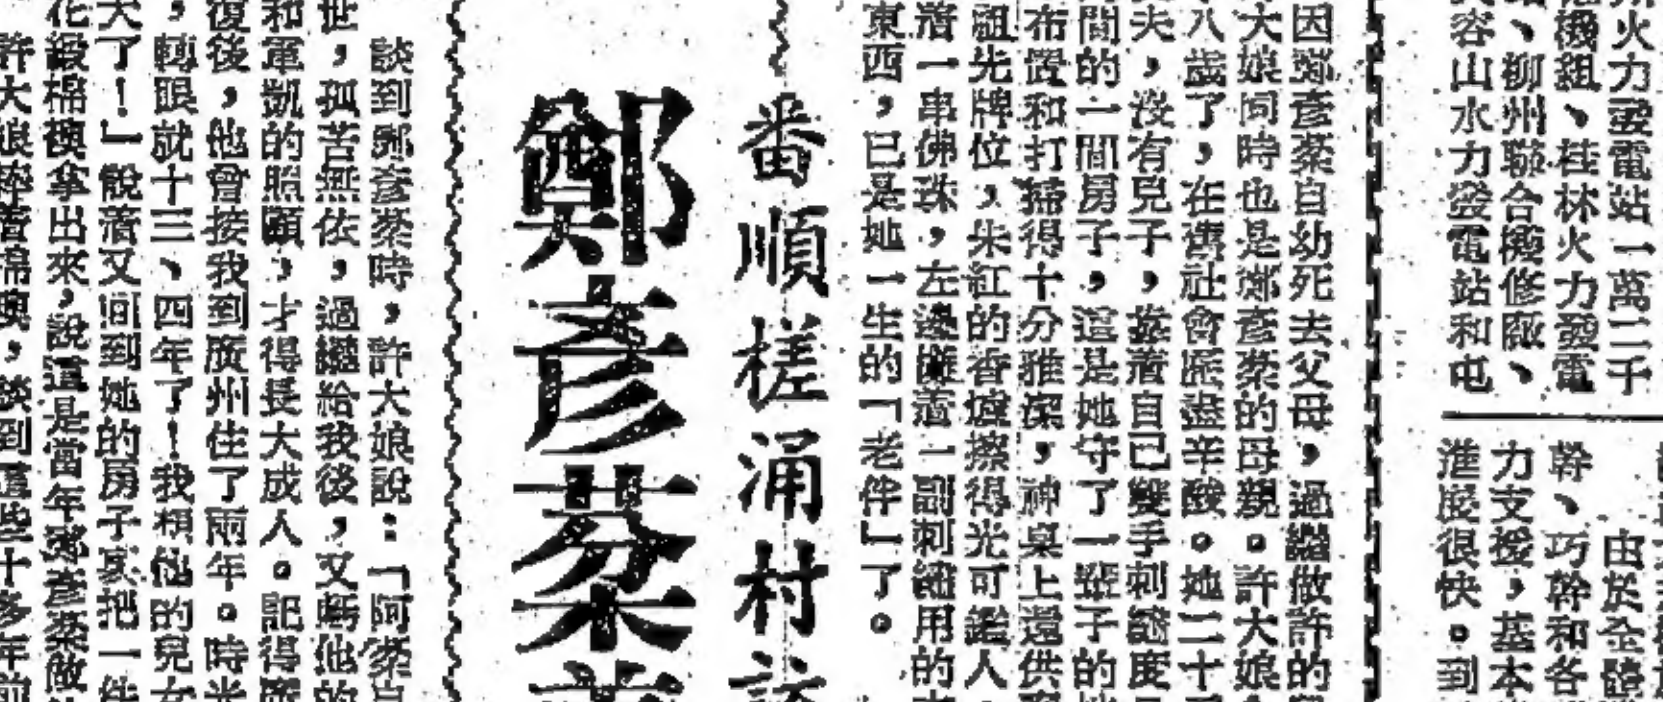 州火力發電站一萬二千
機組、桂林火力發電
、柳州聯合機修廠、
容山水力發電站和屯
由於全體
幹、巧幹和各
力支援，基本
進度很快。到
因鄭彥棻自幼死去父母，過繼做許的
大娘同時也是鄭彥棻的母親。許大娘
八歲了，在舊社會歷盡辛酸。她二十
夫，沒有兒子，靠着自己雙手刺繡度
間的一間房子，這是她守了一輩子的
布置和打掃得十分雅潔，神桌上還供
祖先牌位，朱紅的香爐擦得光可鑑人
着一串佛珠，左邊擺着一副刺繡用的
東西，已是她一生的「老伴」了。
番順槎涌村訪
鄭彥棻
談到鄭彥棻時，許大娘說：「阿棻自
世，孤苦無依，過繼給我後，又虧他的
和軍凱的照顧，才得長大成人。記得
復後，他曾接我到廣州住了兩年。時光
，轉眼就十三、四年了！我想他的兒女
大了！」說着又回到她的房子裏把一件
花緞棉襖拿出來，說這是當年鄭彥棻做
許大娘捧着棉襖，談到這些十多年前